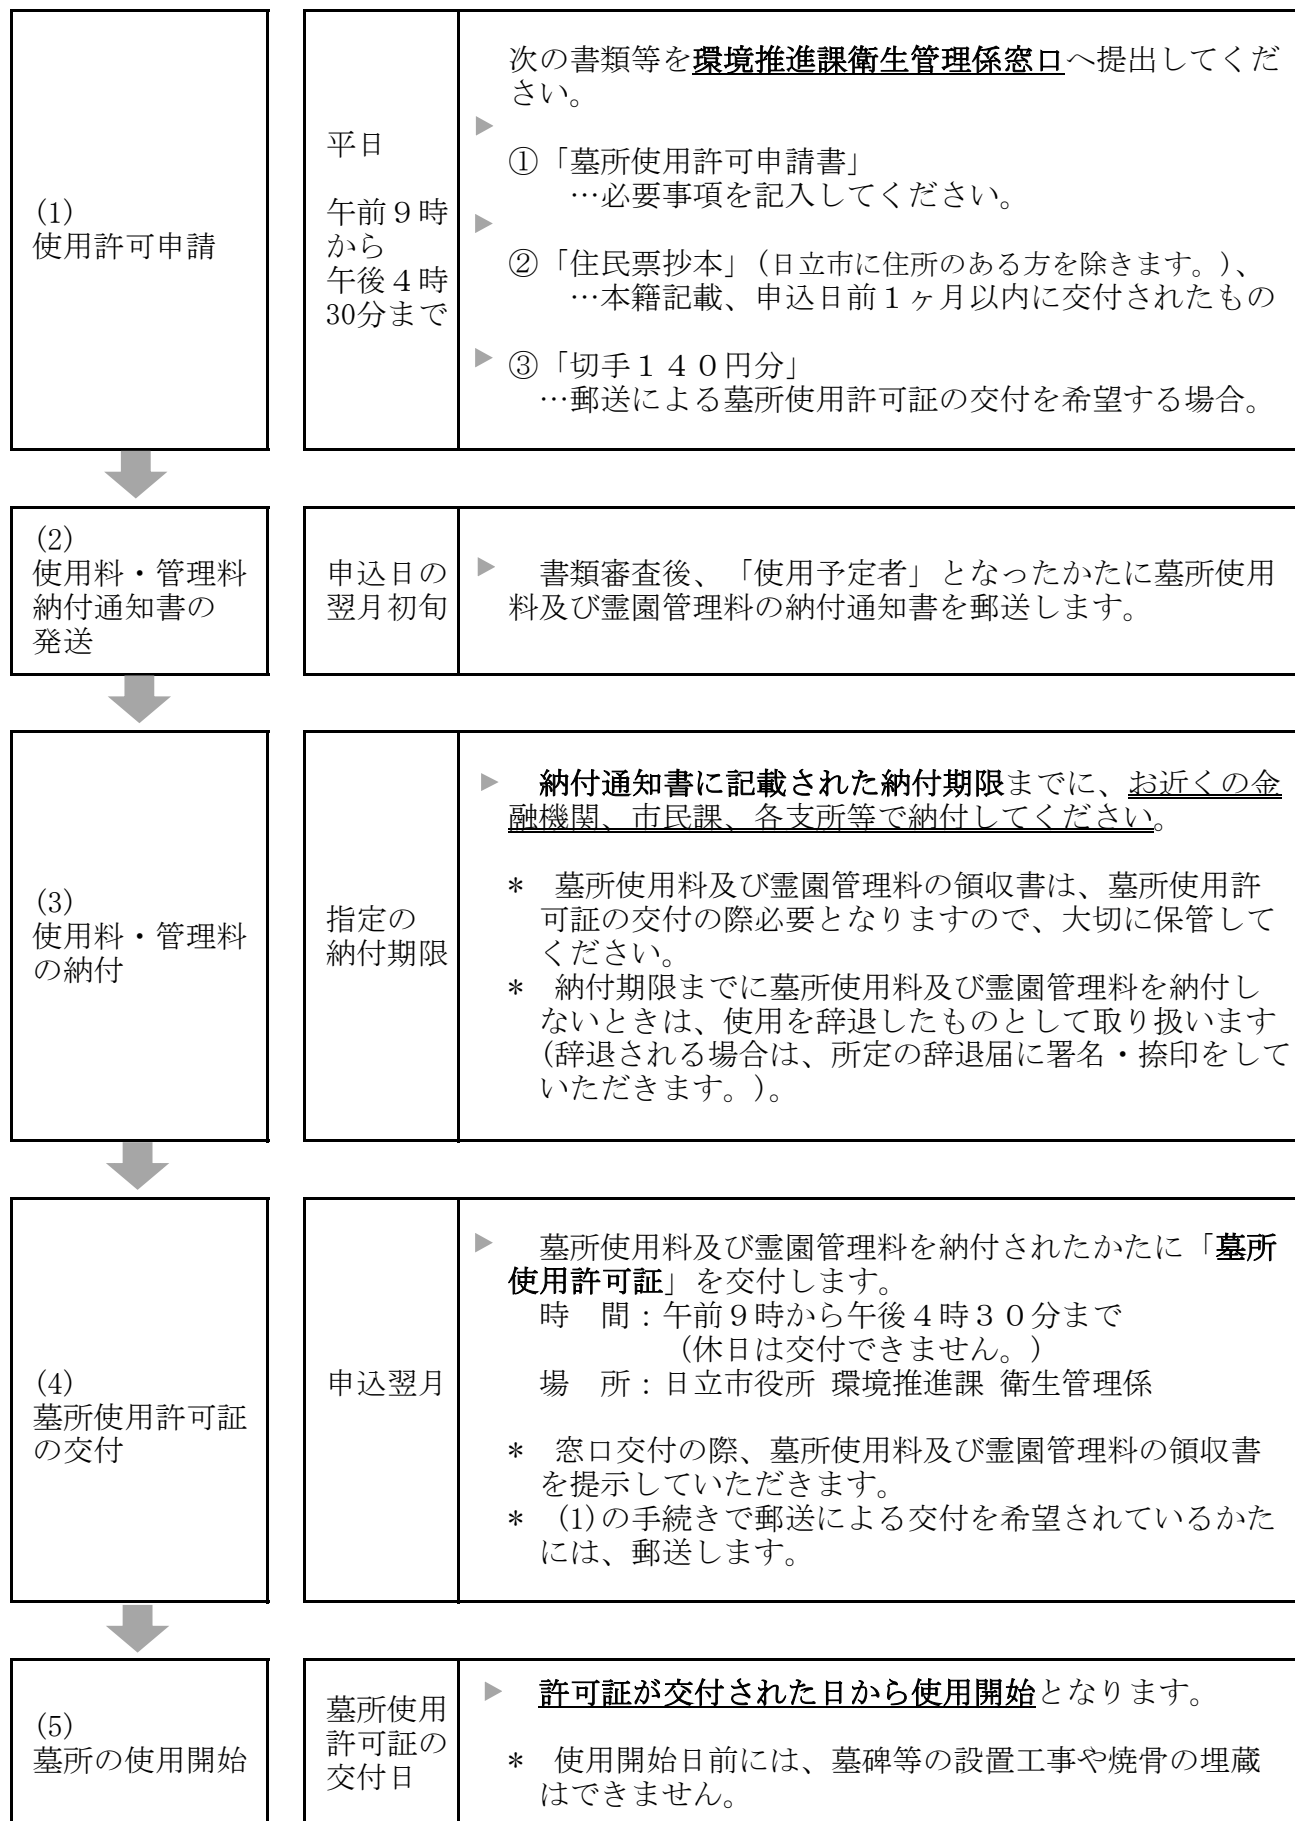 (1)
使用許可申請
平日
午前９時
から
午後４時
30分まで
次の書類等を環境推進課衛生管理係窓口へ提出してくだ
さい。
①「墓所使用許可申請書」
…必要事項を記入してください。
②「住民票抄本」（日立市に住所のある方を除きます。）、
…本籍記載、申込日前１ヶ月以内に交付されたもの
③「切手１４０円分」
…郵送による墓所使用許可証の交付を希望する場合。
(2)
使用料・管理料
納付通知書の
発送
申込日の
翌月初旬
書類審査後、「使用予定者」となったかたに墓所使用
料及び霊園管理料の納付通知書を郵送します。
(3)
使用料・管理料
の納付
指定の
納付期限
納付通知書に記載された納付期限までに、お近くの金
融機関、市民課、各支所等で納付してください。
* 墓所使用料及び霊園管理料の領収書は、墓所使用許
可証の交付の際必要となりますので、大切に保管して
ください。
* 納付期限までに墓所使用料及び霊園管理料を納付し
ないときは、使用を辞退したものとして取り扱います
(辞退される場合は、所定の辞退届に署名・捺印をして
いただきます。)。
(4)
墓所使用許可証
の交付
申込翌月
墓所使用料及び霊園管理料を納付されたかたに「墓所
使用許可証」を交付します。
時　間：午前９時から午後４時３０分まで
（休日は交付できません。）
場　所：日立市役所 環境推進課 衛生管理係
* 窓口交付の際、墓所使用料及び霊園管理料の領収書
を提示していただきます。
* (1)の手続きで郵送による交付を希望されているかた
には、郵送します。
(5)
墓所の使用開始
墓所使用
許可証の
交付日
許可証が交付された日から使用開始となります。
* 使用開始日前には、墓碑等の設置工事や焼骨の埋蔵
はできません。